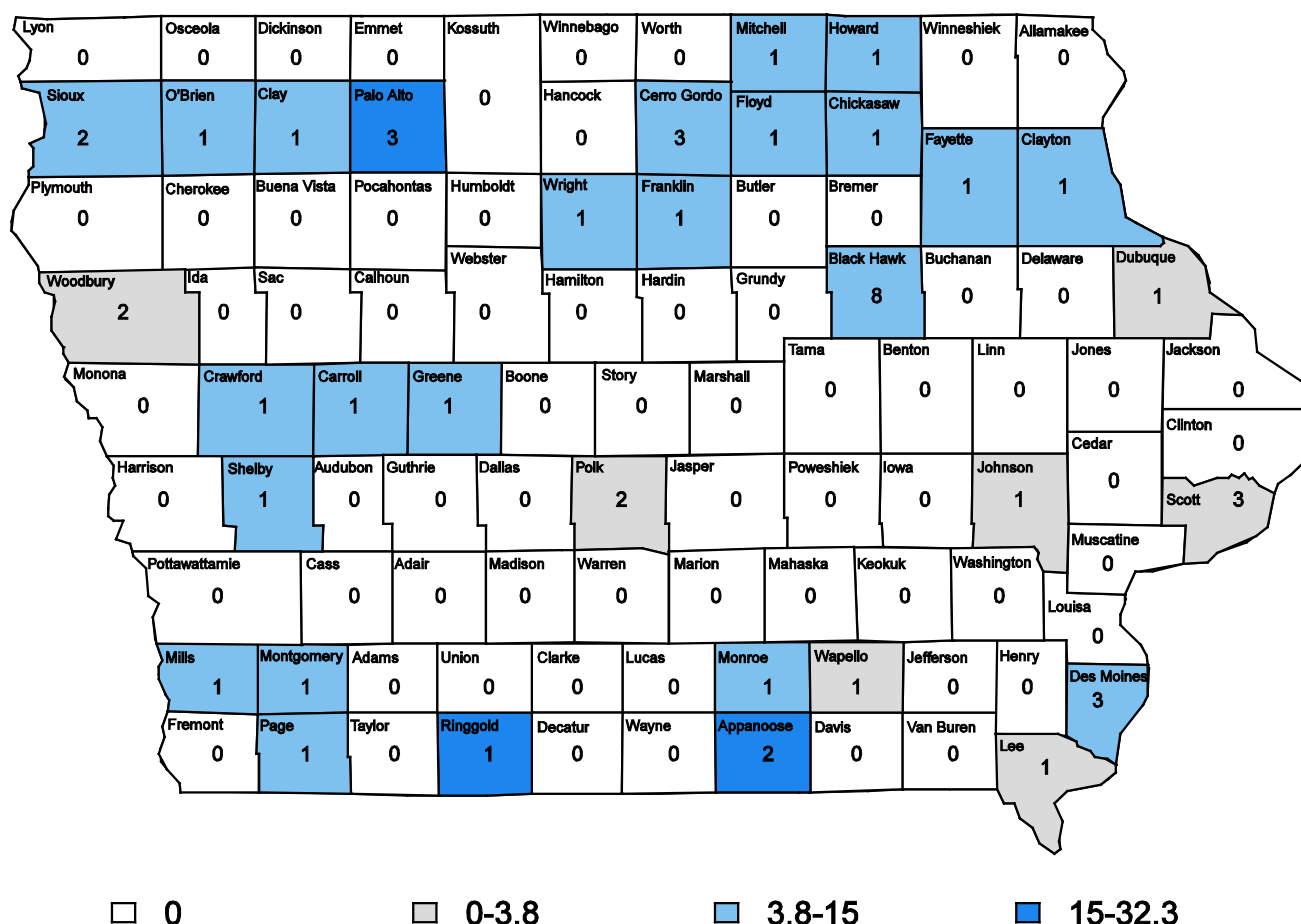 Lyon Osceola Dickinson Emmet Kossuth Winnebago Worth Mitchell Howard Winneshiek Allamakee
0 0 0 0 0 0 0 1 1 0 0
Sioux O'Brien Clay Palo Alto Hancock Cerro Gordo Floyd Chickasaw
2 1 1 3 0 3 1 1
Fayette Clayton
1 1
Plymouth Cherokee Buena Vista Pocahontas Humboldt Wright Franklin Butler Bremer
0 0 0 0 0 1 1 0 0
Woodbury Ida Sac Calhoun Webster Hamilton Hardin Grundy Black Hawk Buchanan Delaware Dubuque
2 0 0 0 0 0 0 0 8 0 0 1
Monona Crawford Carroll Greene Boone Story Marshall Tama Benton Linn Jones Jackson
0 1 1 1 0 0 0 0 0 0 0 0
Clinton
0
Cedar
0
Harrison Shelby Audubon Guthrie Dallas Polk Jasper Poweshiek Iowa Johnson Scott
0 1 0 0 0 2 0 0 0 1 3
Muscatine
0
Pottawattamie Cass Adair Madison Warren Marion Mahaska Keokuk Washington
0 0 0 0 0 0 0 0 0
Louisa
0
Mills Montgomery Adams Union Clarke Lucas Monroe Wapello Jefferson Henry Des Moines
1 1 0 0 0 0 1 1 0 0 3
Fremont Page Taylor Ringgold Decatur Wayne Appanoose Davis Van Buren Lee
0 1 0 1 0 0 2 0 0 1
0 0-3.8 3.8-15 15-32.3